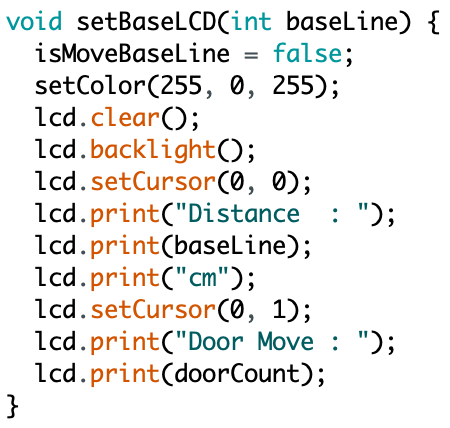 void setBaseLCD(int baseLine) {
  isMoveBaseLine = false;
  setColor(255, 0, 255);
  lcd.clear();
  lcd.backlight();
  lcd.setCursor(0, 0);
  lcd.print("Distance  : ");
  lcd.print(baseLine);
  lcd.print("cm");
  lcd.setCursor(0, 1);
  lcd.print("Door Move : ");
  lcd.print(doorCount);
}